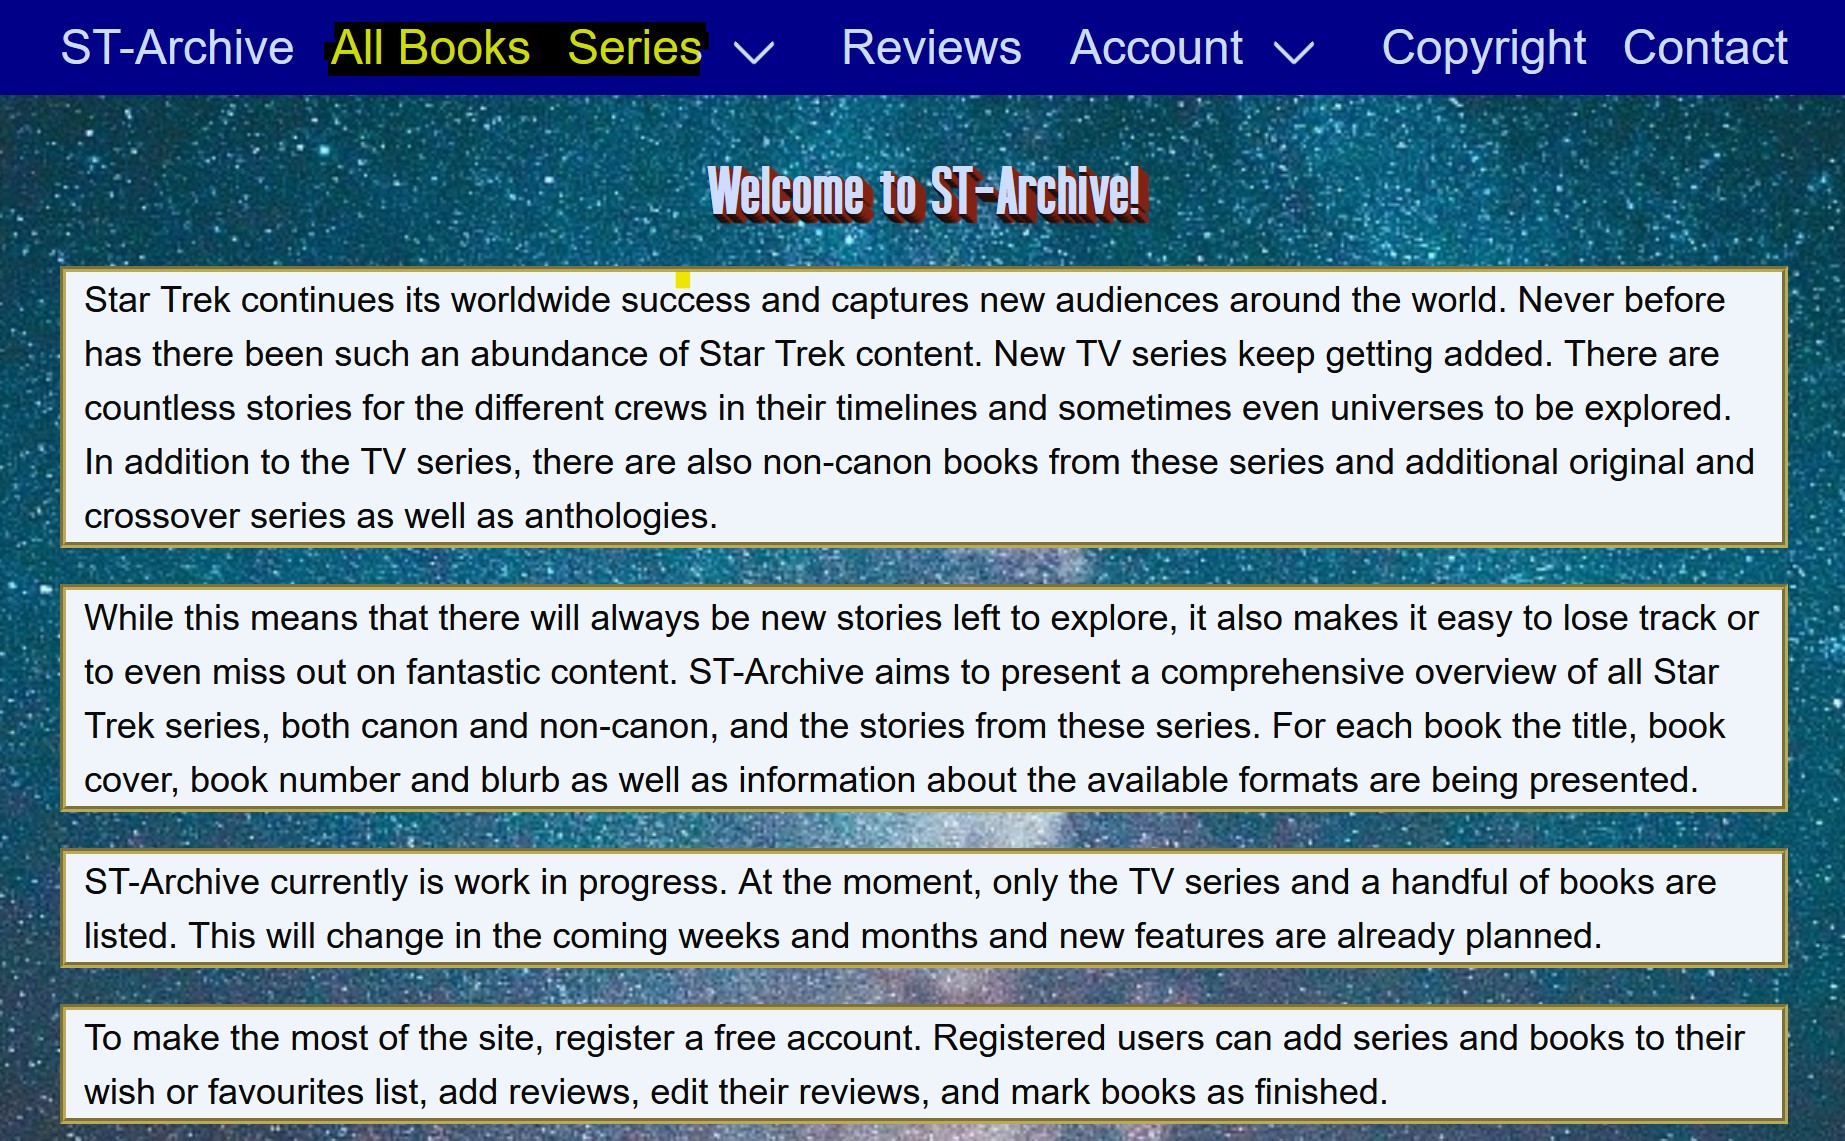 ST-Archive All Books Series Reviews Account Copyright Contact
Welcome to ST-Archive!
Star Trek continues its worldwide success and captures new audiences around the world. Never before
has there been such an abundance of Star Trek content. New TV series keep getting added. There are
countless stories for the different crews in their timelines and sometimes even universes to be explored.
In addition to the TV series, there are also non-canon books from these series and additional original and
crossover series as well as anthologies.
While this means that there will always be new stories left to explore, it also makes it easy to lose track or
to even miss out on fantastic content. ST-Archive aims to present a comprehensive overview of all Star
Trek series, both canon and non-canon, and the stories from these series. For each book the title, book
cover, book number and blurb as well as information about the available formats are being presented.
ST-Archive currently is work in progress. At the moment, only the TV series and a handful of books are
listed. This will change in the coming weeks and months and new features are already planned.
To make the most of the site, register a free account. Registered users can add series and books to their
wish or favourites list, add reviews, edit their reviews, and mark books as finished.